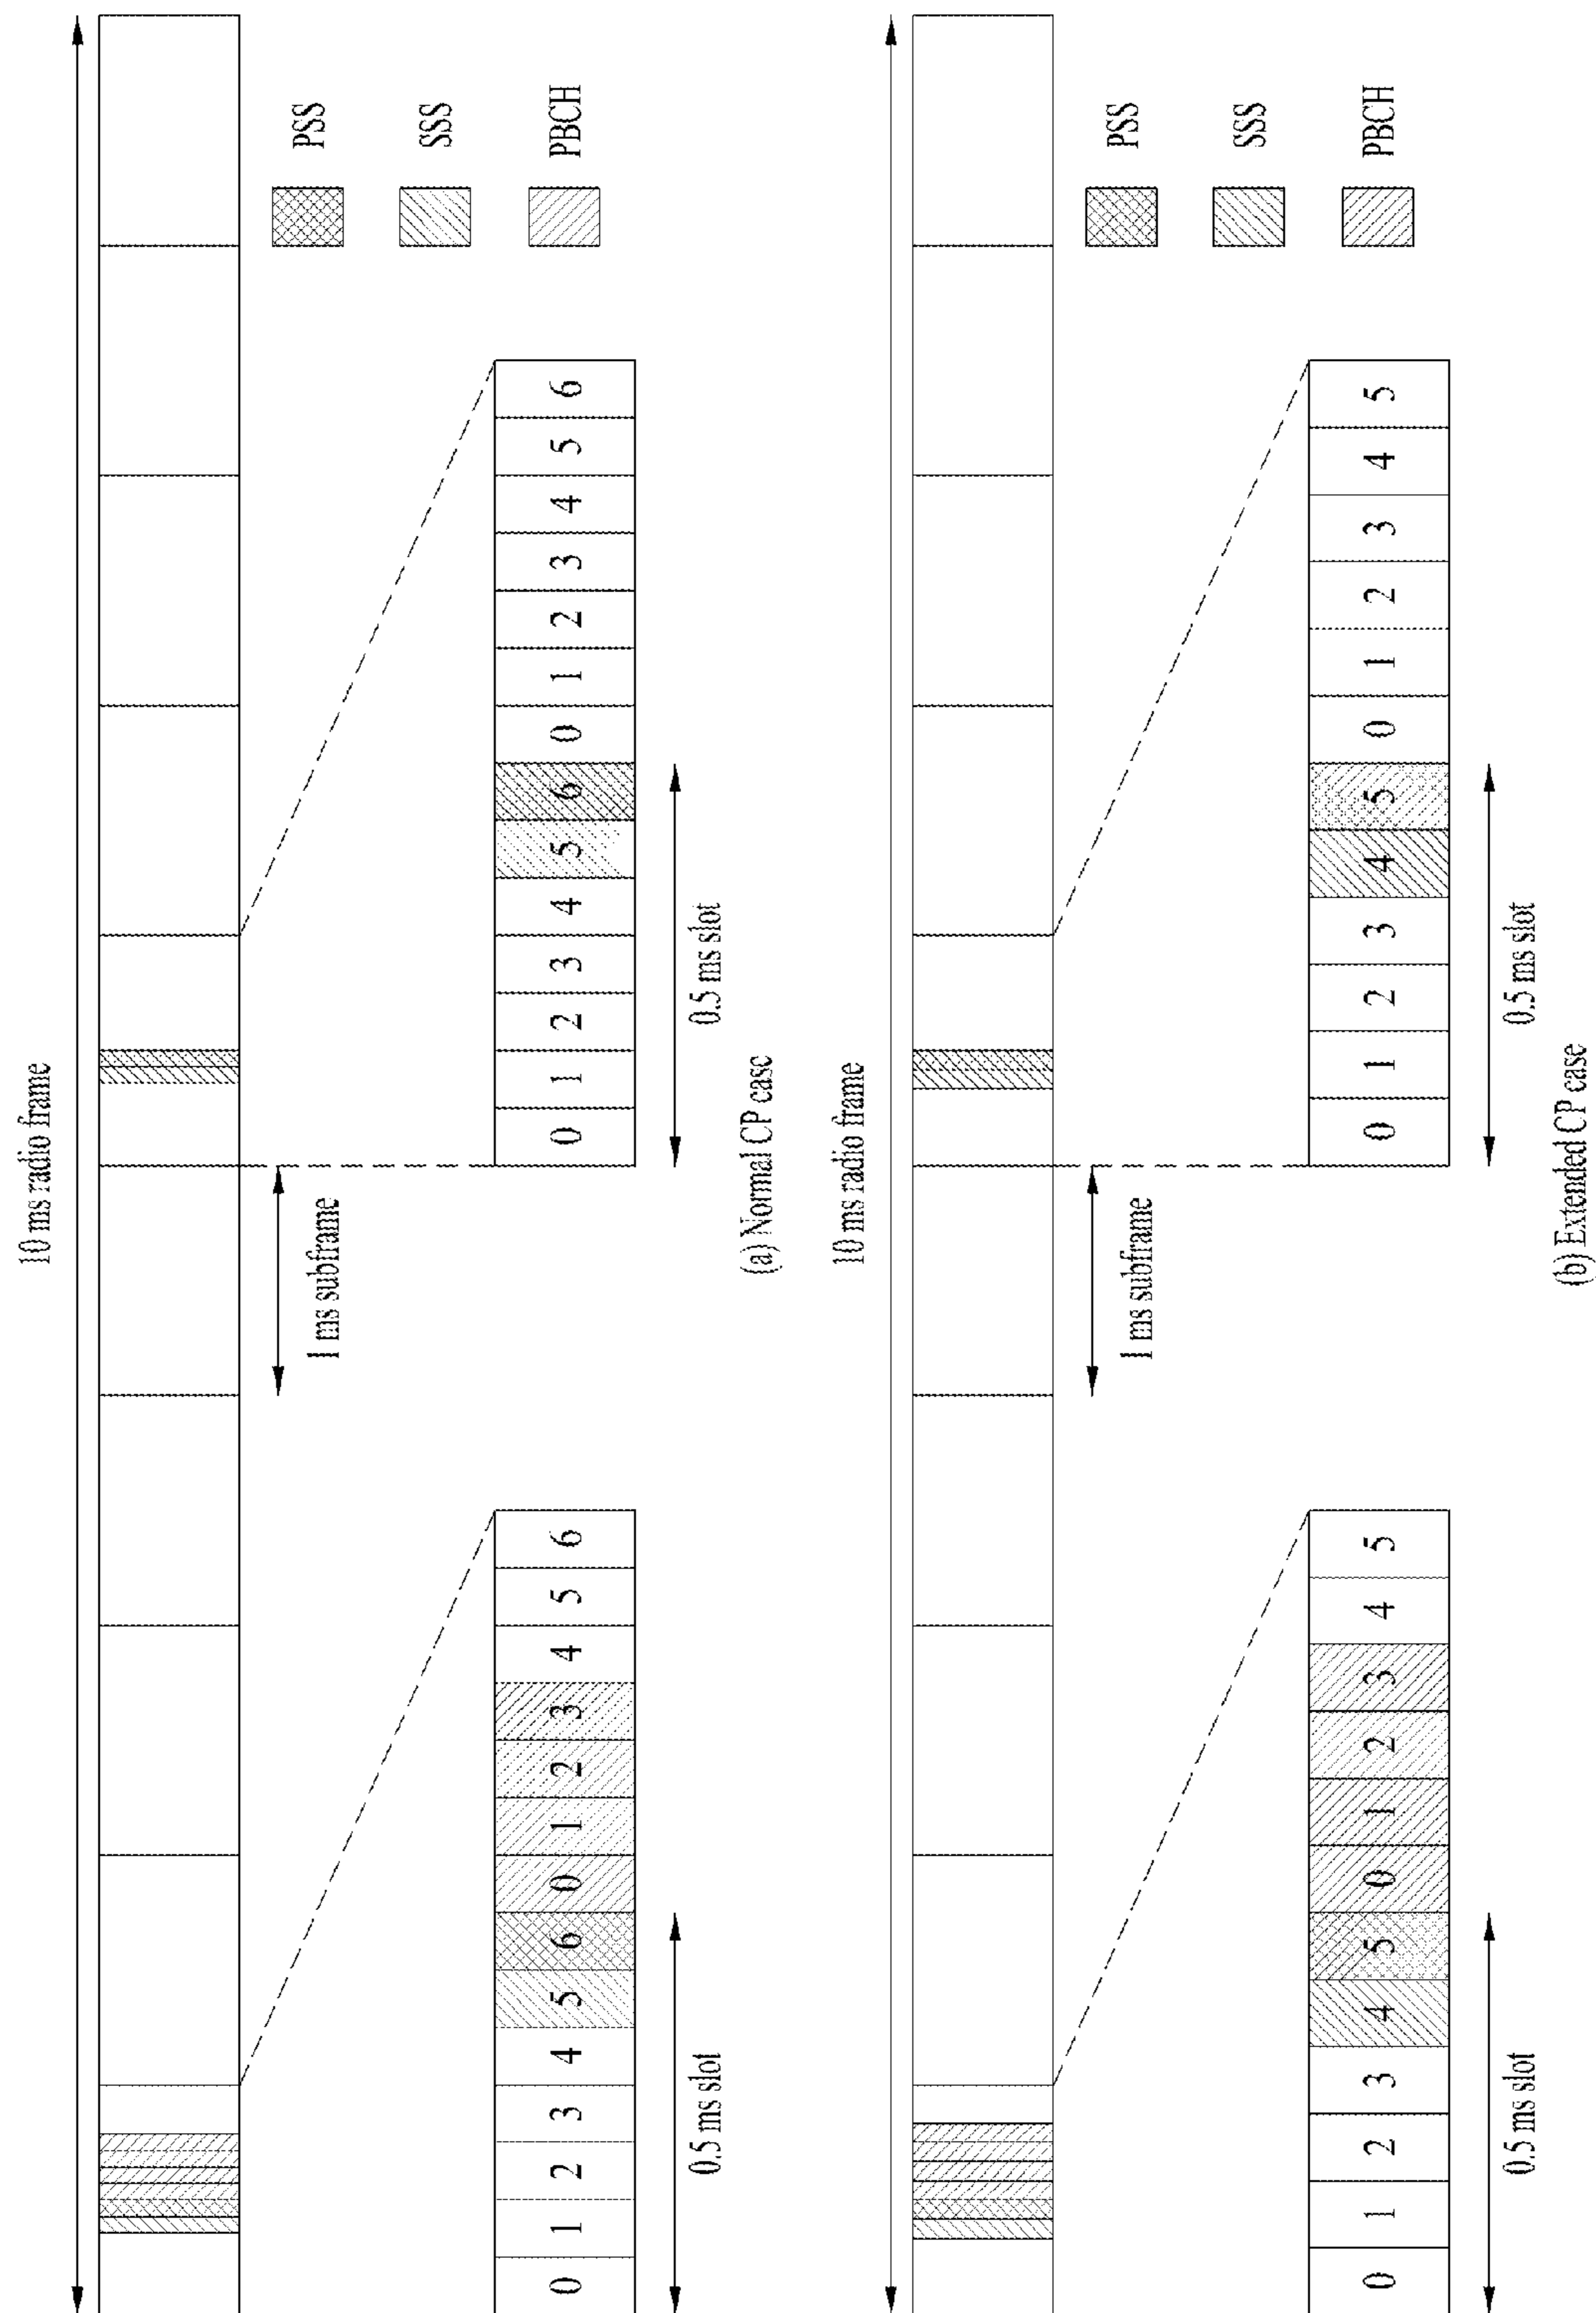 10 ms radio frame
1 ms subframe
PSS
SSS
PBCH
0 1 2 3 4 5 6 0 1 2 3 4 5 6
0 1 2 3 4 5 6 0 1 2 3 4 5 6
0.5 ms slot
0.5 ms slot
(a) Normal CP case
10 ms radio frame
1 ms subframe
PSS
SSS
PBCH
0 1 2 3 4 5 0 1 2 3 4 5
0 1 2 3 4 5 0 1 2 3 4 5
0.5 ms slot
0.5 ms slot
(b) Extended CP case